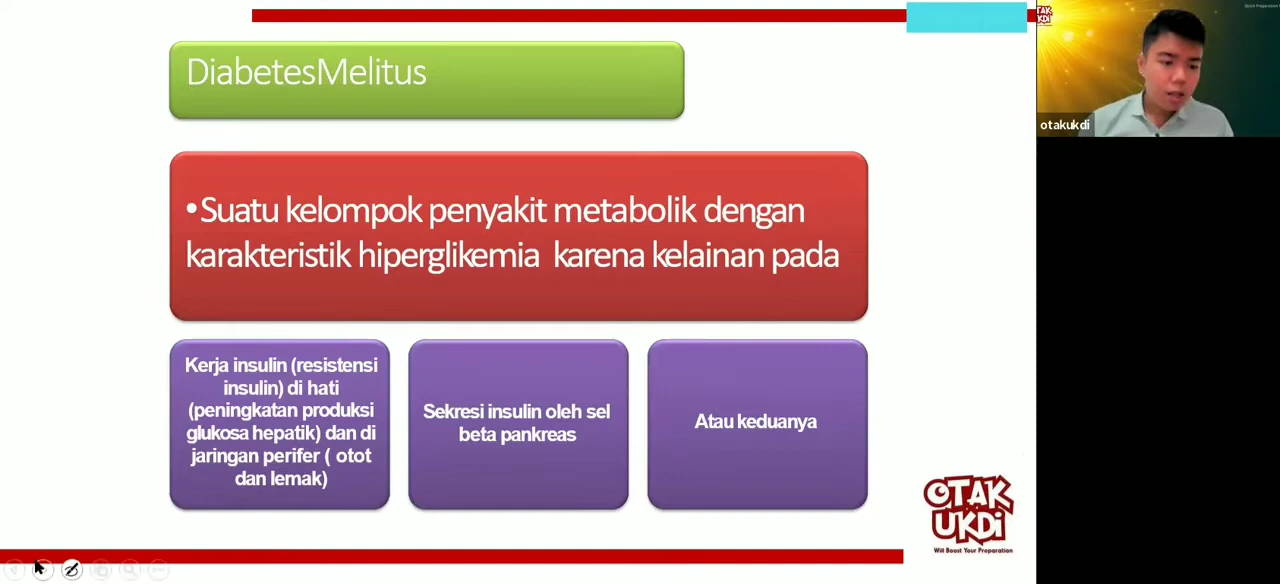 DiabetesMelitus
•Suatu kelompok penyakit metabolik dengan
karakteristik hiperglikemia karena kelainan pada
Kerja insulin (resistensi
insulin) di hati
(peningkatan produksi
glukosa hepatik) dan di
jaringan perifer ( otot
dan lemak)
Sekresi insulin oleh sel
beta pankreas
Atau keduanya
OTAK
UKDi
Will Boost Your Preparation
otakukdi